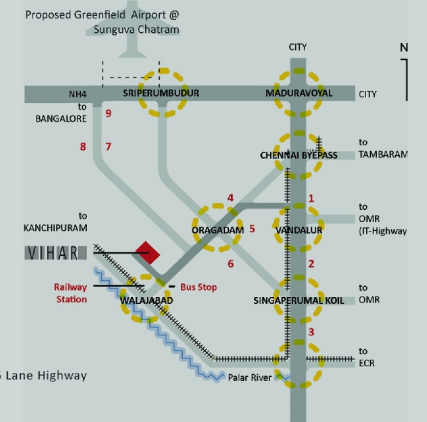 Proposed Greenfield Airport @
Sunguva Chatram
CITY
N
NH4
SRIPERUMBUDUR
MADURAVOYAL
CITY
to
BANGALORE
9
8
7
CHENNAI BYEPASS
to
TAMBARAM
4
1
to
KANCHIPURAM
ORAGADAM
5
VANDALUR
to
OMR
(IT-Highway
VIHAR
6
2
Railway
Station
Bus Stop
WALAJABAD
SINGAPERUMAL KOIL
to
OMR
3
to
ECR
Lane Highway
Palar River